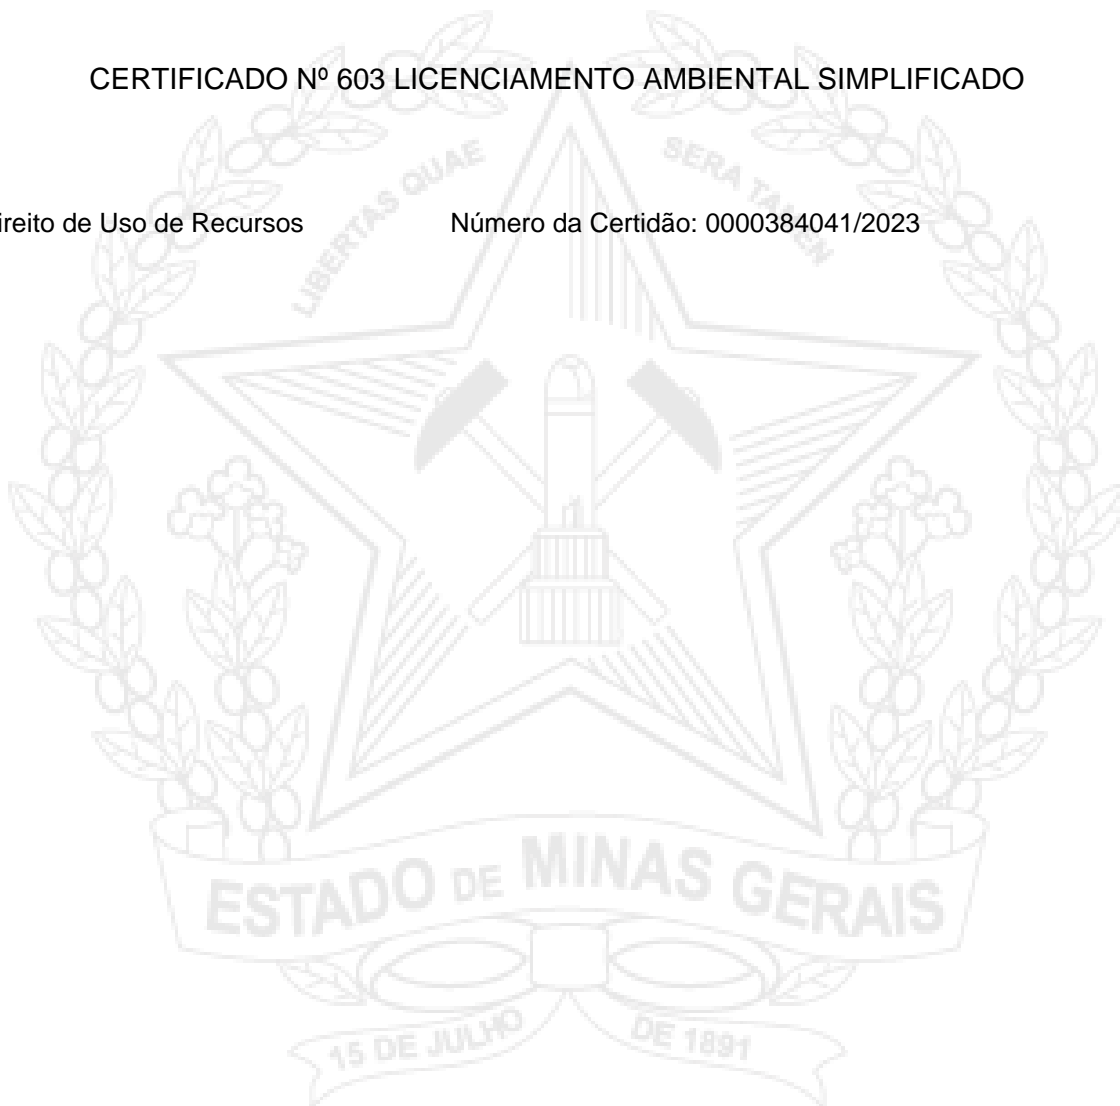 CERTIFICADO Nº 603 LICENCIAMENTO AMBIENTAL SIMPLIFICADO
LIBERTAS QUAE SERA TAMEN
ireito de Uso de Recursos Número da Certidão: 0000384041/2023
ESTADO DE MINAS GERAIS
15 DE JULHO DE 1891